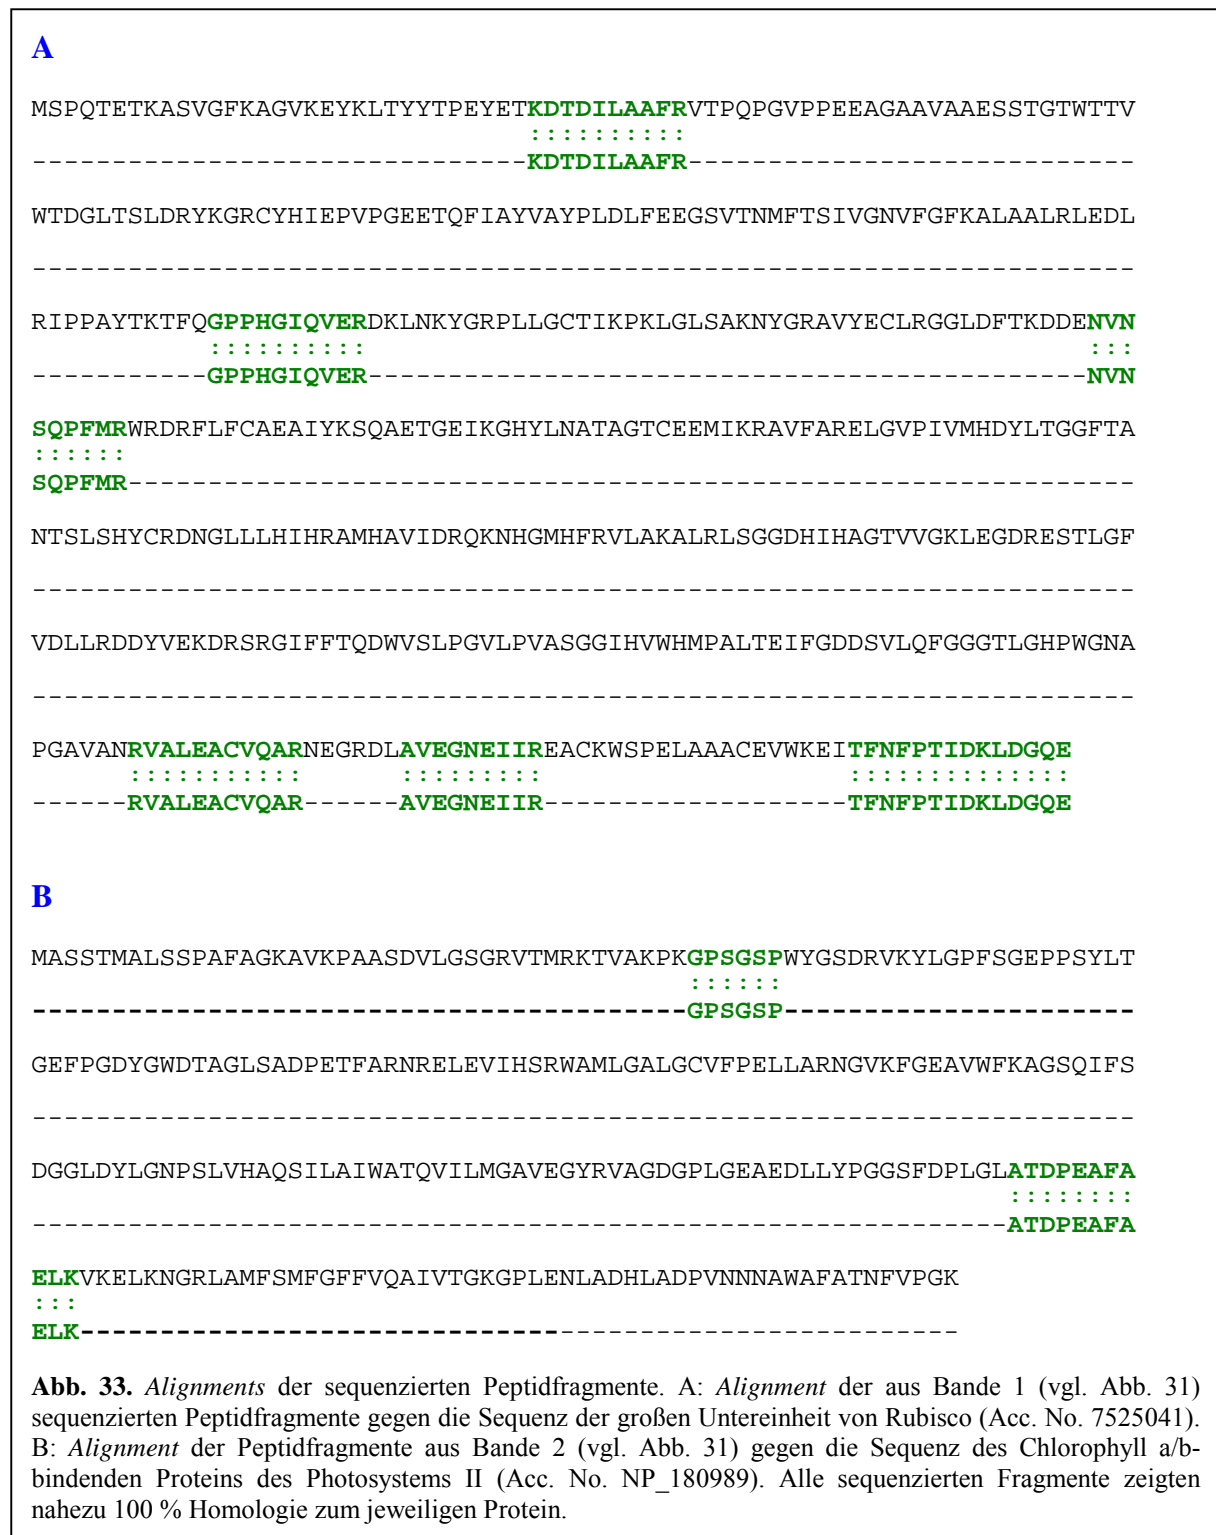 A
MSPQTETKASVGFKAGVKEYKLTYYTPEYETKDTDILAAFRVTPQPGVPPEEAGAAVAAESSTGTWTTV
::::::::::
-------------------------------KDTDILAAFR----------------------------
WTDGLTSLDRYKGRCYHIEPVPGEETQFIAYVAYPLDLFEEGSVTNMFTSIVGNVFGFKALAALRLEDL
---------------------------------------------------------------------
RIPPAYTKTFQGPPHGIQVERDKLNKYGRPLLGCTIKPKLGLSAKNYGRAVYECLRGGLDFTKDDENVN
:::::::::: :::
-----------GPPHGIQVER---------------------------------------------NVN
SQPFMRWRDRFLFCAEAIYKSQAETGEIKGHYLNATAGTCEEMIKRAVFARELGVPIVMHDYLTGGFTA
::::::
SQPFMR---------------------------------------------------------------
NTSLSHYCRDNGLLLHIHRAMHAVIDRQKNHGMHFRVLAKALRLSGGDHIHAGTVVGKLEGDRESTLGF
---------------------------------------------------------------------
VDLLRDDYVEKDRSRGIFFTQDWVSLPGVLPVASGGIHVWHMPALTEIFGDDSVLQFGGGTLGHPWGNA
---------------------------------------------------------------------
PGAVANRVALEACVQARNEGRDLAVEGNEIIREACKWSPELAAACEVWKEITFNFPTIDKLDGQE
::::::::::: ::::::::: ::::::::::::::
------RVALEACVQAR------AVEGNEIIR-------------------TFNFPTIDKLDGQE
B
MASSTMALSSPAFAGKAVKPAASDVLGSGRVTMRKTVAKPKGPSGSPWYGSDRVKYLGPFSGEPPSYLT
::::::
-----------------------------------------GPSGSP----------------------
GEFPGDYGWDTAGLSADPETFARNRELEVIHSRWAMLGALGCVFPELLARNGVKFGEAVWFKAGSQIFS
---------------------------------------------------------------------
DGGLDYLGNPSLVHAQSILAIWATQVILMGAVEGYRVAGDGPLGEAEDLLYPGGSFDPLGLATDPEAFA
::::::::
-------------------------------------------------------------ATDPEAFA
ELKVKELKNGRLAMFSMFGFFVQAIVTGKGPLENLADHLADPVNNNAWAFATNFVPGK
:::
ELK-------------------------------------------------------
Abb. 33. Alignments der sequenzierten Peptidfragmente. A: Alignment der aus Bande 1 (vgl. Abb. 31)
sequenzierten Peptidfragmente gegen die Sequenz der großen Untereinheit von Rubisco (Acc. No. 7525041).
B: Alignment der Peptidfragmente aus Bande 2 (vgl. Abb. 31) gegen die Sequenz des Chlorophyll a/b-
bindenden Proteins des Photosystems II (Acc. No. NP_180989). Alle sequenzierten Fragmente zeigten
nahezu 100 % Homologie zum jeweiligen Protein.